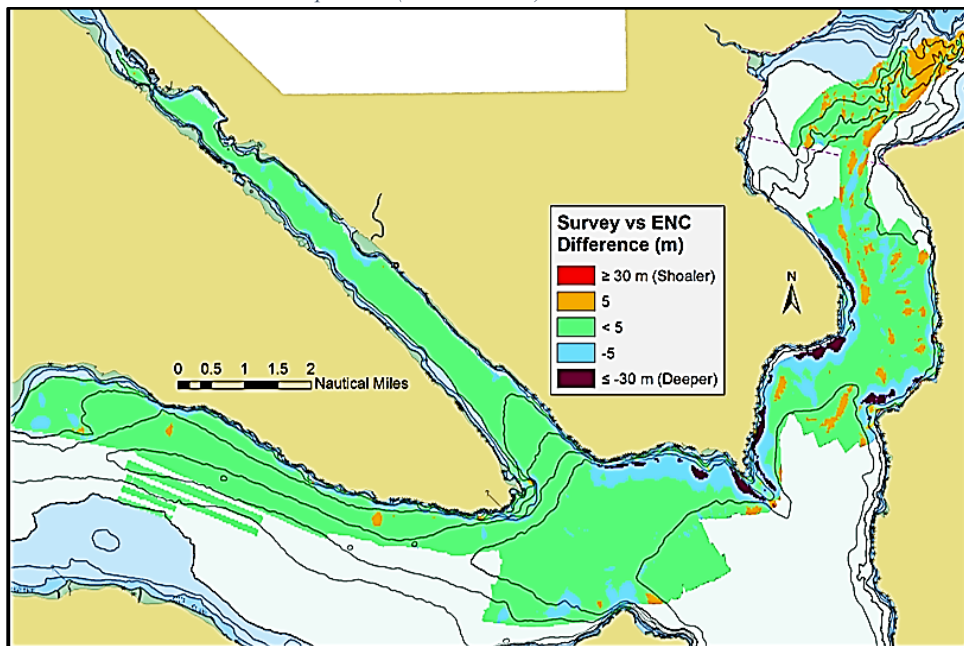 Survey vs ENC
Difference (m)
≥ 30 m (Shoaler)
5
< 5
-5
≤ -30 m (Deeper)
N
0 0.5 1 1.5 2
Nautical Miles